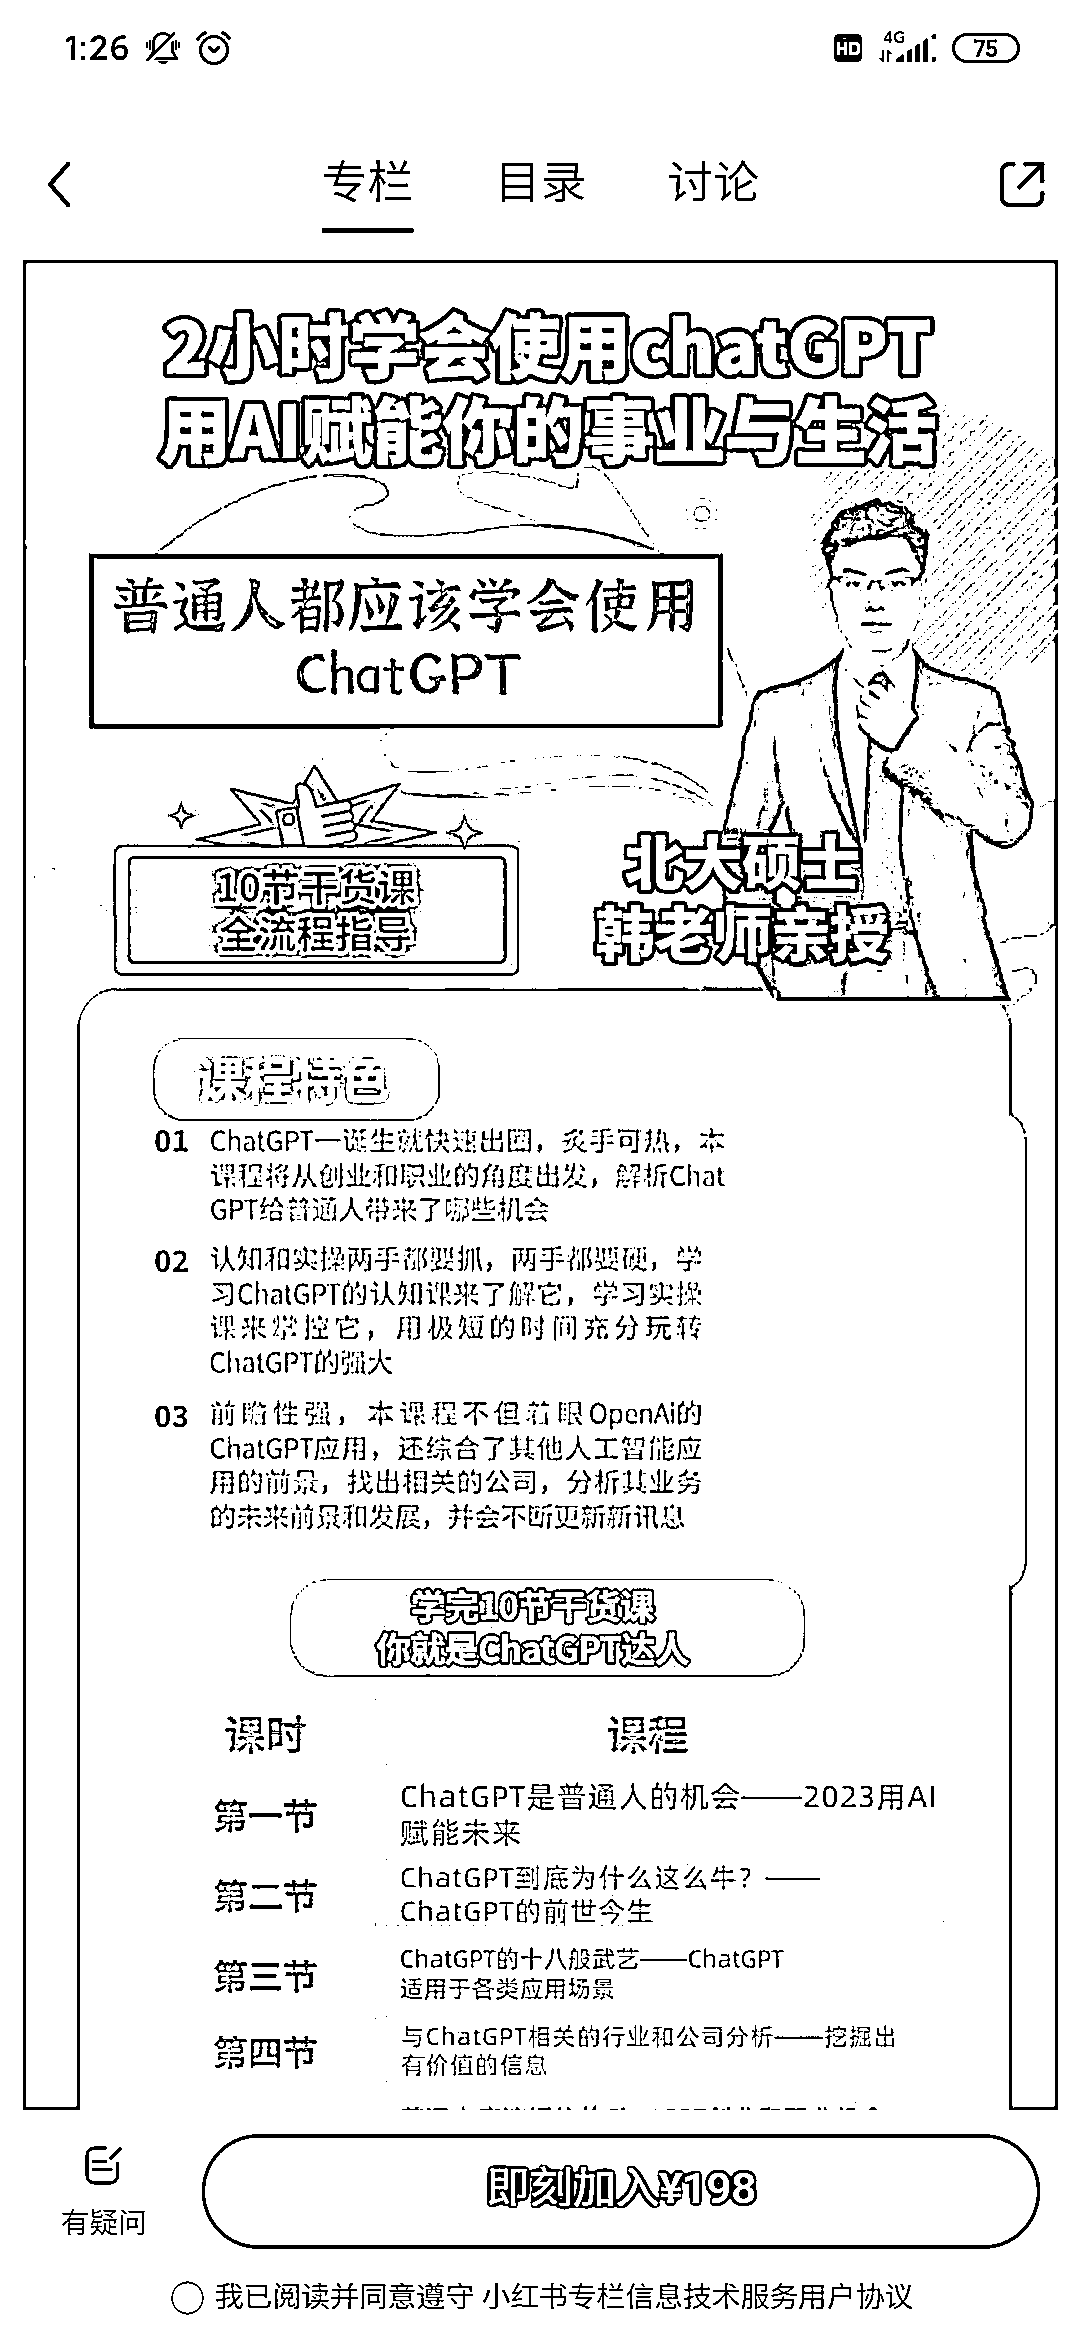 1:26
HD 4G 75
专栏 目录 讨论
2小时学会使用chatGPT
用AI赋能你的事业与生活
普通人都应该学会使用
ChatGPT
10节干货课
全流程指导
北大硕士
韩老师亲授
课程特色
01 ChatGPT一诞生就快速出圈，炙手可热，本
课程将从创业和职业的角度出发，解析Chat
GPT给普通人带来了哪些机会
02 认知和实操两手都要抓，两手都要硬，学
习ChatGPT的认知课来了解它，学习实操
课来掌控它，用极短的时间充分玩转
ChatGPT的强大
03 前瞻性强，本课程不但着眼OpenAi的
ChatGPT应用，还综合了其他人工智能应
用的前景，找出相关的公司，分析其业务
的未来前景和发展，并会不断更新新讯息
学完10节干货课
你就是ChatGPT达人
课时 课程
第一节 ChatGPT是普通人的机会——2023用AI
赋能未来
第二节 ChatGPT到底为什么这么牛？——
ChatGPT的前世今生
第三节 ChatGPT的十八般武艺——ChatGPT
适用于各类应用场景
第四节 与ChatGPT相关的行业和公司分析——挖掘出
有价值的信息
有疑问
即刻加入¥198
我已阅读并同意遵守 小红书专栏信息技术服务用户协议